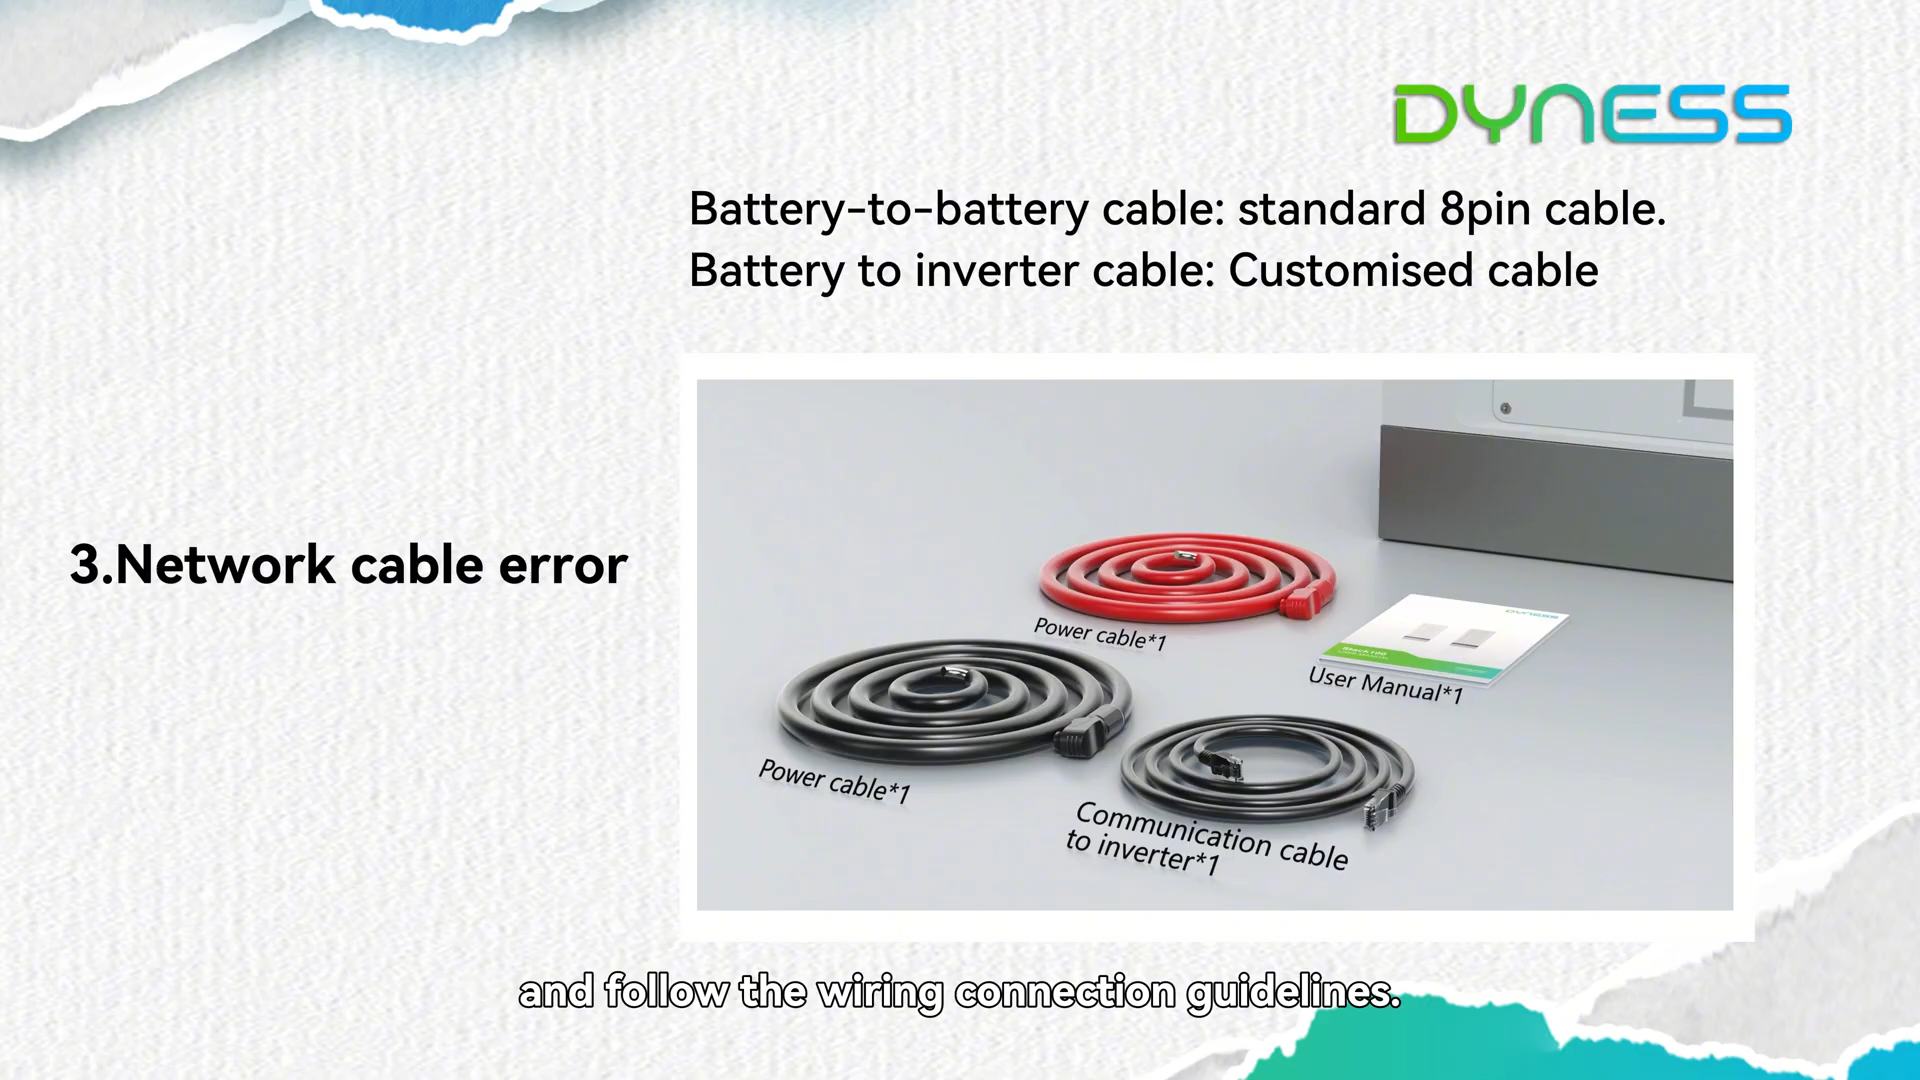 DYNESS
Battery-to-battery cable: standard 8pin cable.
Battery to inverter cable: Customised cable
3.Network cable error
Power cable*1
DYNESS
User Manual*1
Power cable*1
Communication cable
to inverter*1
and follow the wiring connection guidelines.